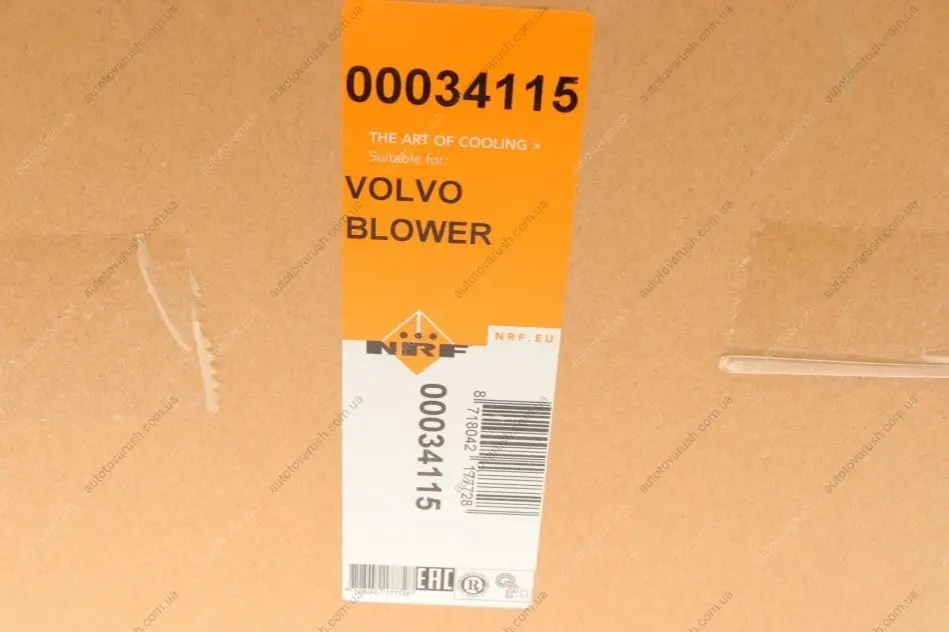 00034115
THE ART OF COOLING >
Suitable for:
VOLVO
BLOWER
NRF
NRF.EU
00034115
8 718042 177728
EAC
autotovarush.com.ua